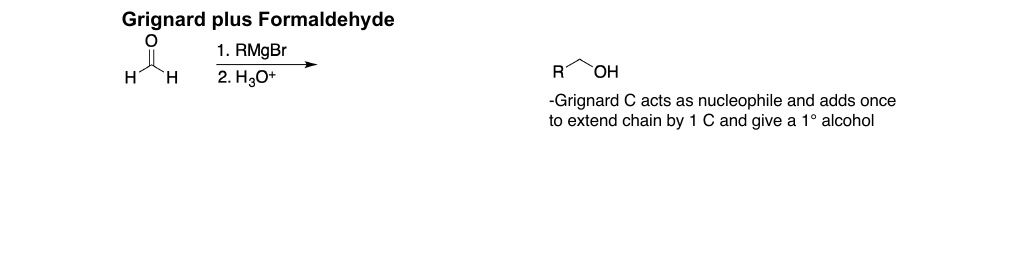 Grignard plus Formaldehyde
O
H H
1. RMgBr
2. H₃O⁺
R OH
-Grignard C acts as nucleophile and adds once
to extend chain by 1 C and give a 1° alcohol